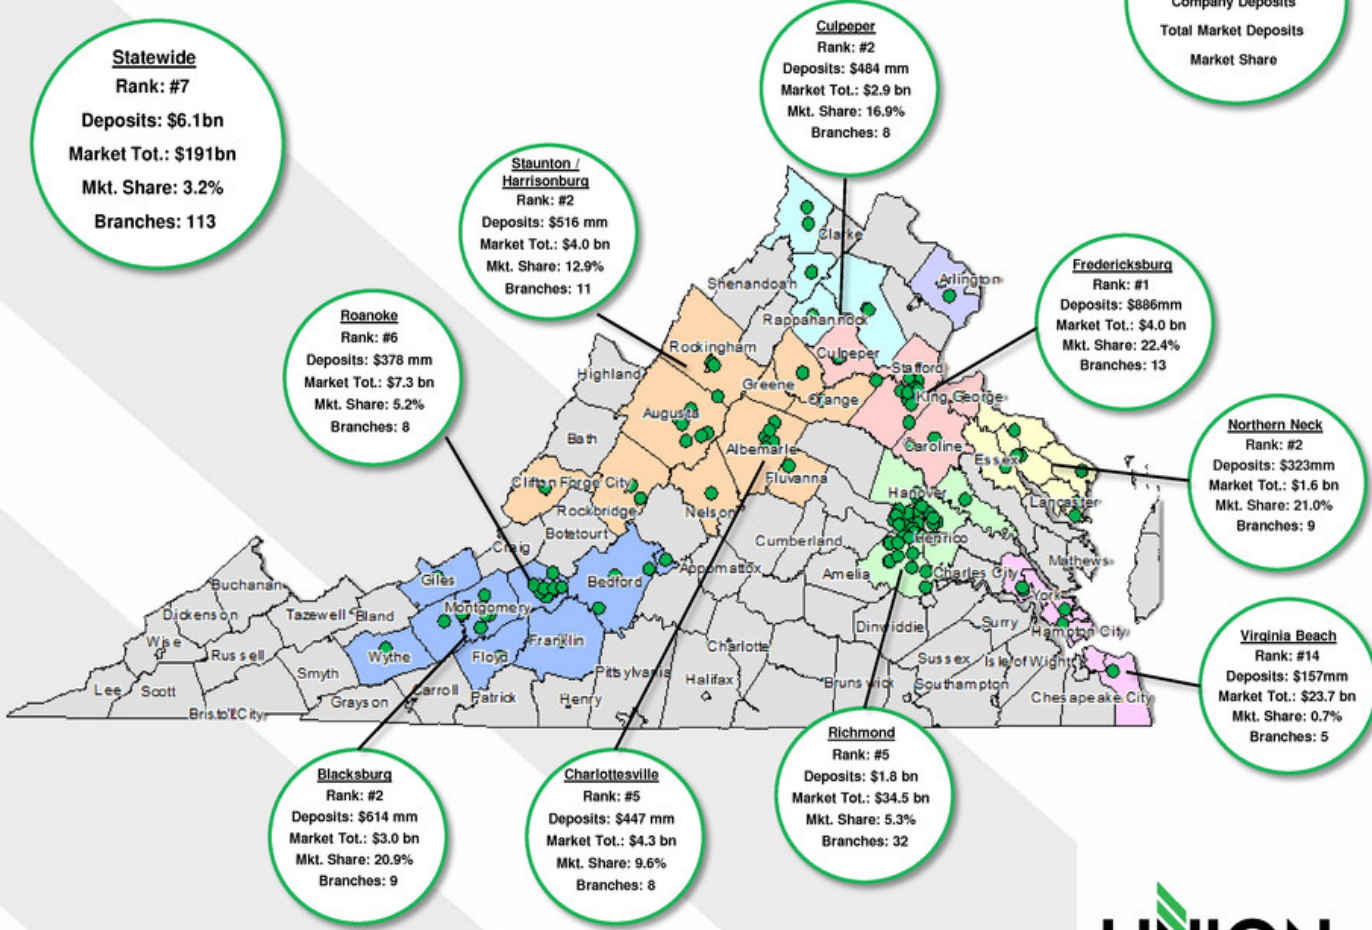 Company Deposits
Total Market Deposits
Market Share
Statewide
Rank: #7
Deposits: $6.1bn
Market Tot.: $191bn
Mkt. Share: 3.2%
Branches: 113
Culpeper
Rank: #2
Deposits: $484 mm
Market Tot.: $2.9 bn
Mkt. Share: 16.9%
Branches: 8
Staunton /
Harrisonburg
Rank: #2
Deposits: $516 mm
Market Tot.: $4.0 bn
Mkt. Share: 12.9%
Branches: 11
Fredericksburg
Rank: #1
Deposits: $886mm
Market Tot.: $4.0 bn
Mkt. Share: 22.4%
Branches: 13
Roanoke
Rank: #6
Deposits: $378 mm
Market Tot.: $7.3 bn
Mkt. Share: 5.2%
Branches: 8
Northern Neck
Rank: #2
Deposits: $323mm
Market Tot.: $1.6 bn
Mkt. Share: 21.0%
Branches: 9
Virginia Beach
Rank: #14
Deposits: $157mm
Market Tot.: $23.7 bn
Mkt. Share: 0.7%
Branches: 5
Blacksburg
Rank: #2
Deposits: $614 mm
Market Tot.: $3.0 bn
Mkt. Share: 20.9%
Branches: 9
Charlottesville
Rank: #5
Deposits: $447 mm
Market Tot.: $4.3 bn
Mkt. Share: 9.6%
Branches: 8
Richmond
Rank: #5
Deposits: $1.8 bn
Market Tot.: $34.5 bn
Mkt. Share: 5.3%
Branches: 32
Clarke
Shenandoah
Arlington
Rappahannock
Rockingham
Culpeper
Stafford
Highland
Greene
Orange
King George
Augusta
Bath
Albemarle
Caroline
Essex
Fluvanna
Clifton Forge City
Hanover
Lancaster
Rockbridge
Nelson
Botetourt
Cumberland
Henrico
Craig
Mathews
Appomattox
Amelia
Charles City
Giles
Bedford
Buchanan
York
Montgomery
Dickenson
Tazewell
Bland
Surry
Dinwiddie
Hampton City
Wise
Franklin
Charlotte
Russell
Wythe
Floyd
Sussex
Isle of Wight
Smyth
Pittsylvania
Lee
Scott
Carroll
Patrick
Henry
Halifax
Brunswick
Southampton
Chesapeake City
Grayson
Bristol City
UNION